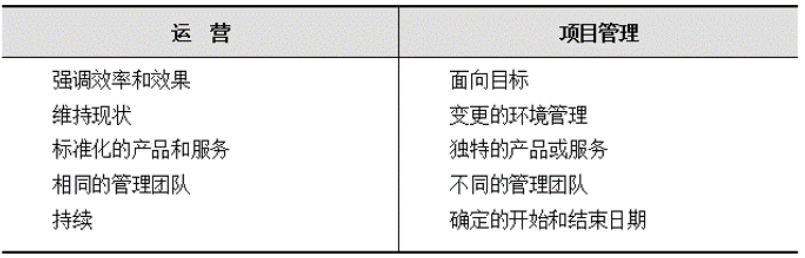 运 营 项目管理
强调效率和效果 面向目标
维持现状 变更的环境管理
标准化的产品和服务 独特的产品或服务
相同的管理团队 不同的管理团队
持续 确定的开始和结束日期